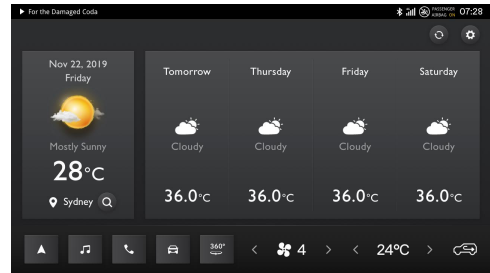 For the Damaged Coda
PASSENGER
AIRBAG ON
07:28
Nov 22, 2019
Friday
Mostly Sunny
28°C
Sydney
Tomorrow
Cloudy
36.0°C
Thursday
Cloudy
36.0°C
Friday
Cloudy
36.0°C
Saturday
Cloudy
36.0°C
360°
< 4 >
< 24ºC >